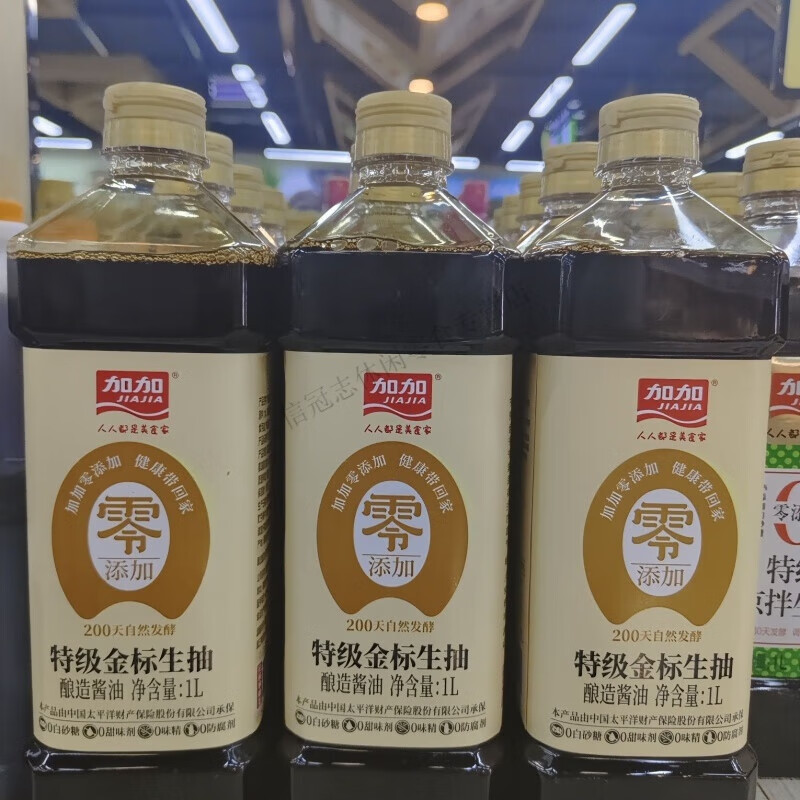 加加®
JIAJIA
人人都是美食家
加加零添加 健康带回家
零
添加
200天自然发酵
特级金标生抽
酿造酱油 净含量:1L
本产品由中国太平洋财产保险股份有限公司承保
0白砂糖 0甜味剂 0味精 0防腐剂
加加®
JIAJIA
人人都是美食家
加加零添加 健康带回家
零
添加
200天自然发酵
特级金标生抽
酿造酱油 净含量:1L
本产品由中国太平洋财产保险股份有限公司承保
0白砂糖 0甜味剂 0味精 0防腐剂
加加®
JIAJIA
人人都是美食家
加加零添加 健康带回家
零
添加
200天自然发酵
特级金标生抽
酿造酱油 净含量:1L
本产品由中国太平洋财产保险股份有限公司承保
0白砂糖 0甜味剂 0味精 0防腐剂
零添
特级
信冠志休闲